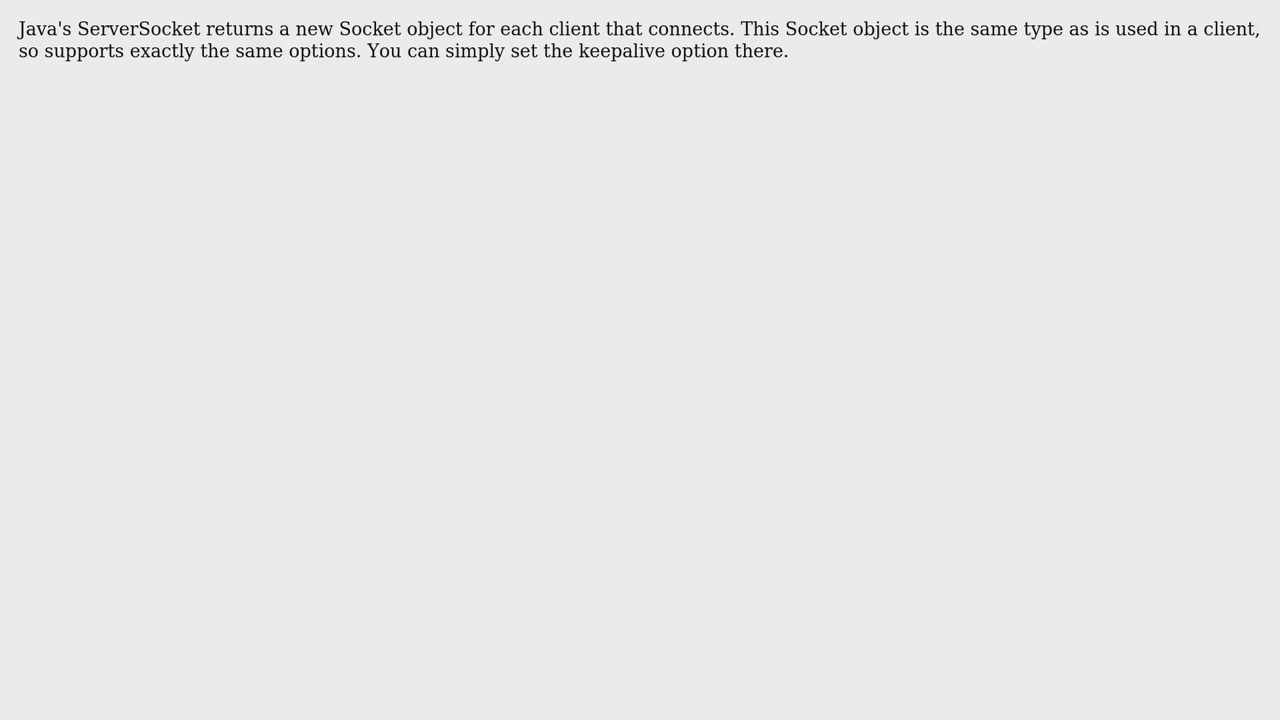 Java's ServerSocket returns a new Socket object for each client that connects. This Socket object is the same type as is used in a client,
so supports exactly the same options. You can simply set the keepalive option there.